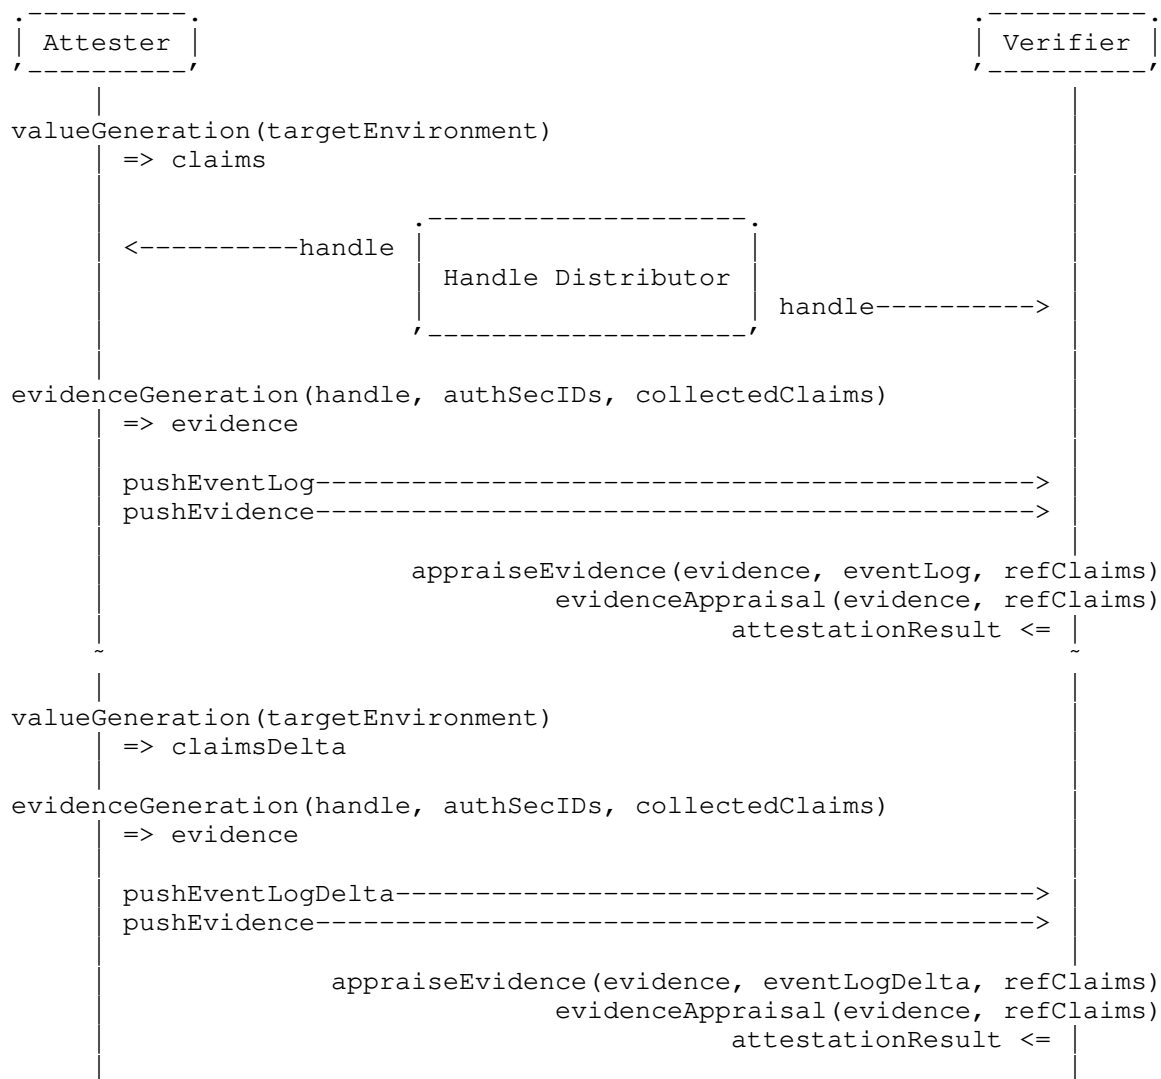 Attester Verifier
valueGeneration(targetEnvironment)
=> claims
<----------handle
Handle Distributor
handle---------->
evidenceGeneration(handle, authSecIDs, collectedClaims)
=> evidence
pushEventLog--------------------------------------------->
pushEvidence--------------------------------------------->
appraiseEvidence(evidence, eventLog, refClaims)
evidenceAppraisal(evidence, refClaims)
attestationResult <=
~ ~
valueGeneration(targetEnvironment)
=> claimsDelta
evidenceGeneration(handle, authSecIDs, collectedClaims)
=> evidence
pushEventLogDelta---------------------------------------->
pushEvidence--------------------------------------------->
appraiseEvidence(evidence, eventLogDelta, refClaims)
evidenceAppraisal(evidence, refClaims)
attestationResult <=